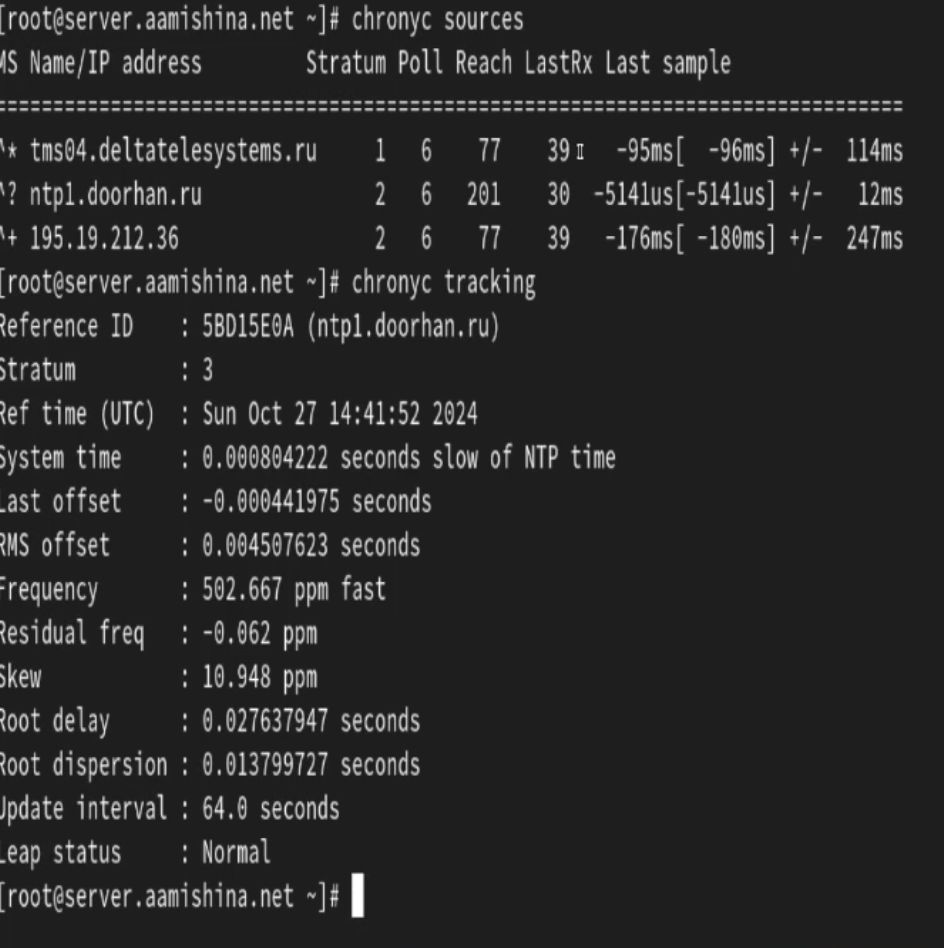 [root@server.aamishina.net ~]# chronyc sources
MS Name/IP address         Stratum Poll Reach LastRx Last sample
===============================================================================
^* tms04.deltatelesystems.ru     1   6    77    39    -95ms[  -96ms] +/-  114ms
^? ntp1.doorhan.ru               2   6   201    30  -5141us[-5141us] +/-   12ms
^+ 195.19.212.36                 2   6    77    39   -176ms[ -180ms] +/-  247ms
[root@server.aamishina.net ~]# chronyc tracking
Reference ID    : 5BD15E0A (ntp1.doorhan.ru)
Stratum         : 3
Ref time (UTC)  : Sun Oct 27 14:41:52 2024
System time     : 0.000804222 seconds slow of NTP time
Last offset     : -0.000441975 seconds
RMS offset      : 0.004507623 seconds
Frequency       : 502.667 ppm fast
Residual freq   : -0.062 ppm
Skew            : 10.948 ppm
Root delay      : 0.027637947 seconds
Root dispersion : 0.013799727 seconds
Update interval : 64.0 seconds
Leap status     : Normal
[root@server.aamishina.net ~]#